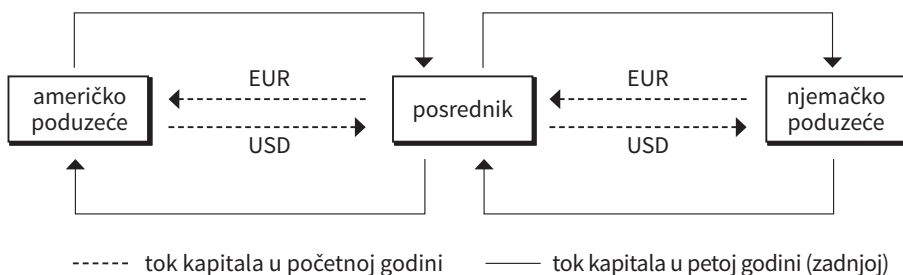 EUR
EUR
američko
poduzeće
posrednik
njemačko
poduzeće
USD
USD
tok kapitala u početnoj godini
tok kapitala u petoj godini (zadnjoj)